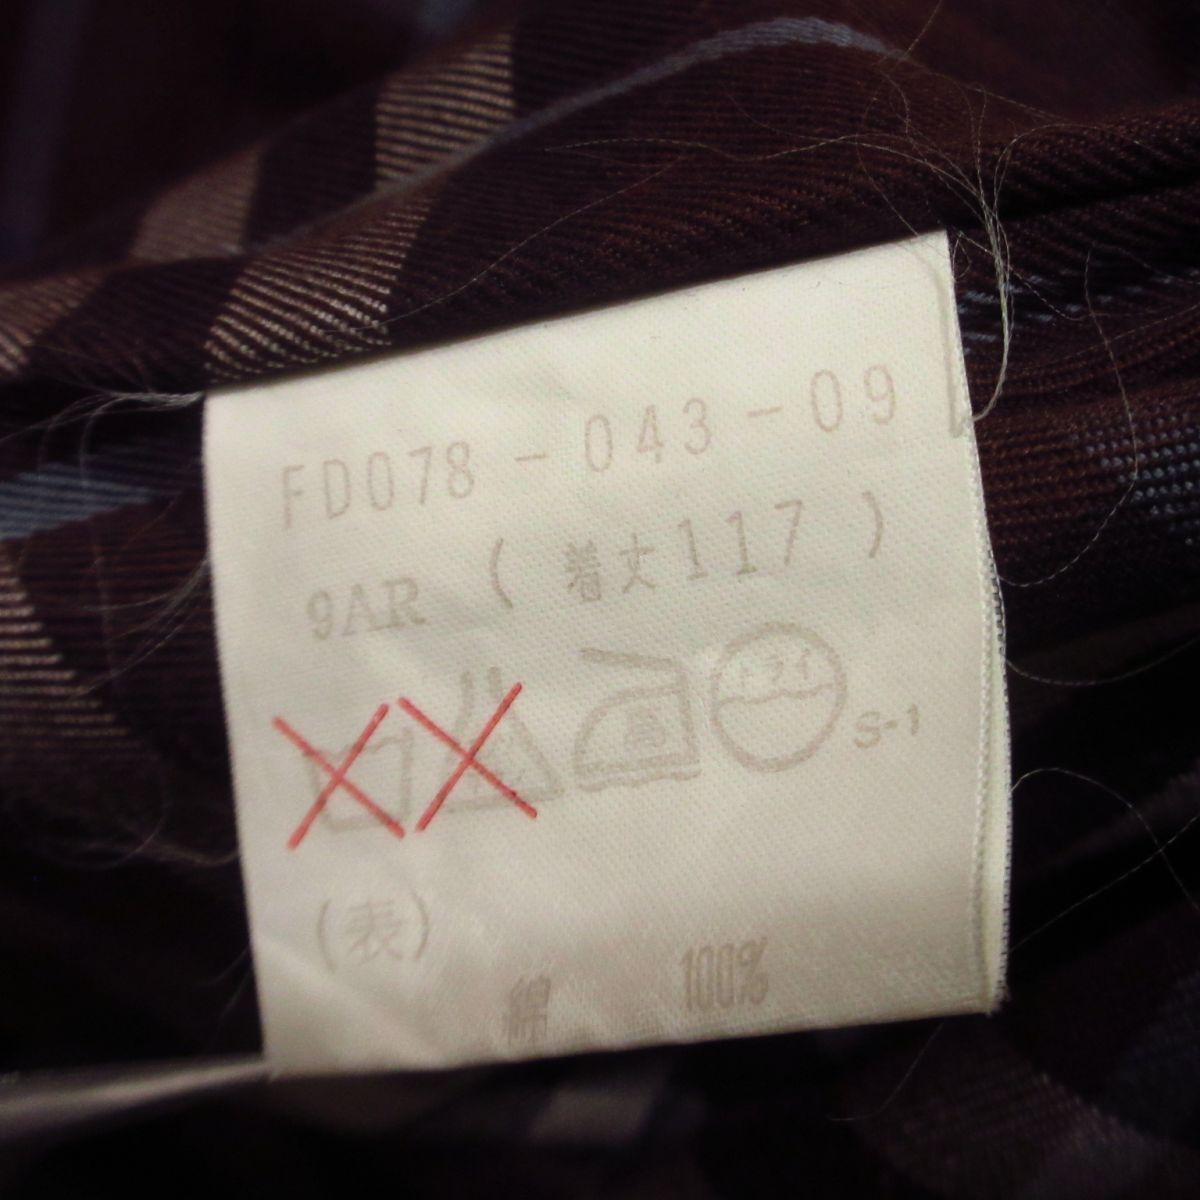 FD078-043-09
9AR (着丈117)
高 ドライ S-1
(表)
綿 100%